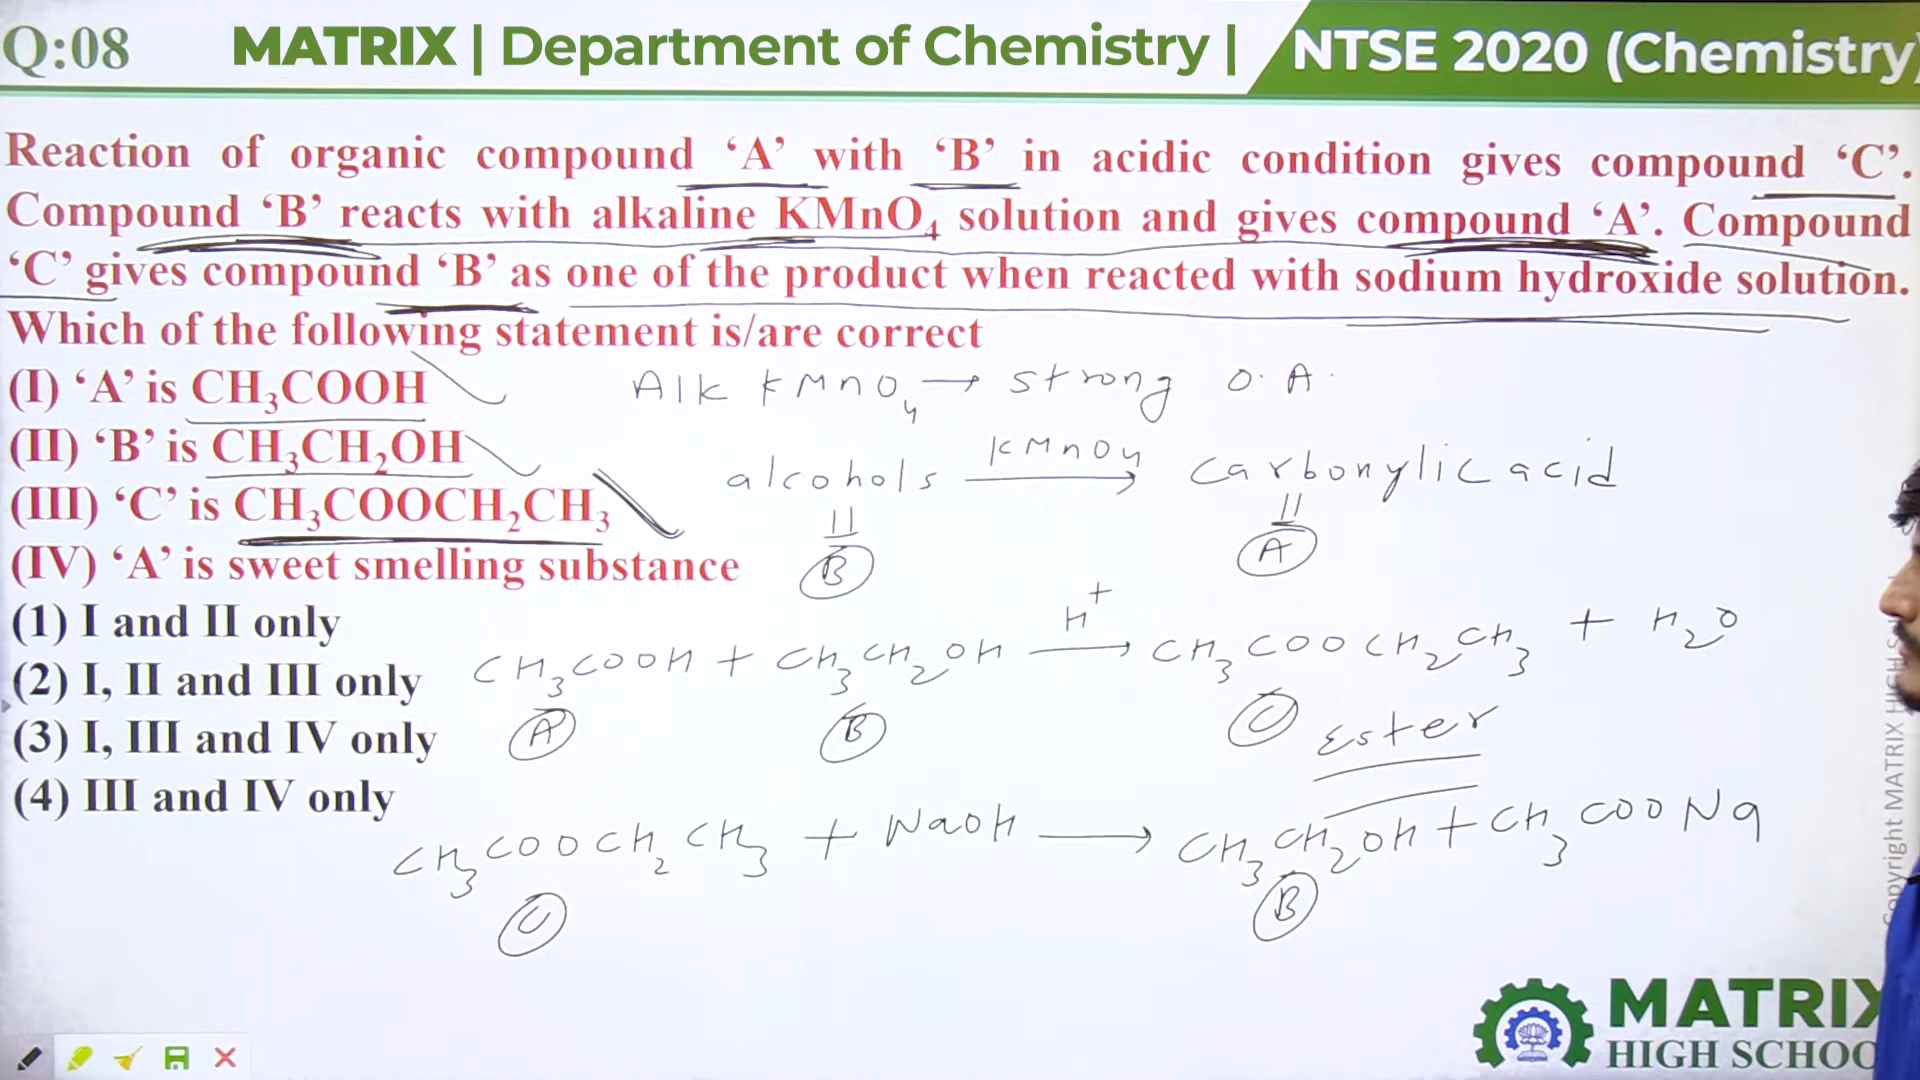 Q:08 MATRIX | Department of Chemistry | NTSE 2020 (Chemistry)
Reaction of organic compound ‘A’ with ‘B’ in acidic condition gives compound ‘C’.
Compound ‘B’ reacts with alkaline KMnO₄ solution and gives compound ‘A’. Compound
‘C’ gives compound ‘B’ as one of the product when reacted with sodium hydroxide solution.
Which of the following statement is/are correct
(I) ‘A’ is CH₃COOH
(II) ‘B’ is CH₃CH₂OH
(III) ‘C’ is CH₃COOCH₂CH₃
(IV) ‘A’ is sweet smelling substance
(1) I and II only
(2) I, II and III only
(3) I, III and IV only
(4) III and IV only
Alk KMnO₄ → strong O.A.
alcohols KMnO₄ → Carbonylic acid
B A
CH₃COOH + CH₃CH₂OH H⁺ → CH₃COOCH₂CH₃ + H₂O
A B C Ester
CH₃COOCH₂CH₃ + NaOH → CH₃CH₂OH + CH₃COONa
C B
Copyright MATRIX HIGH
MATRIX
HIGH SCHOO